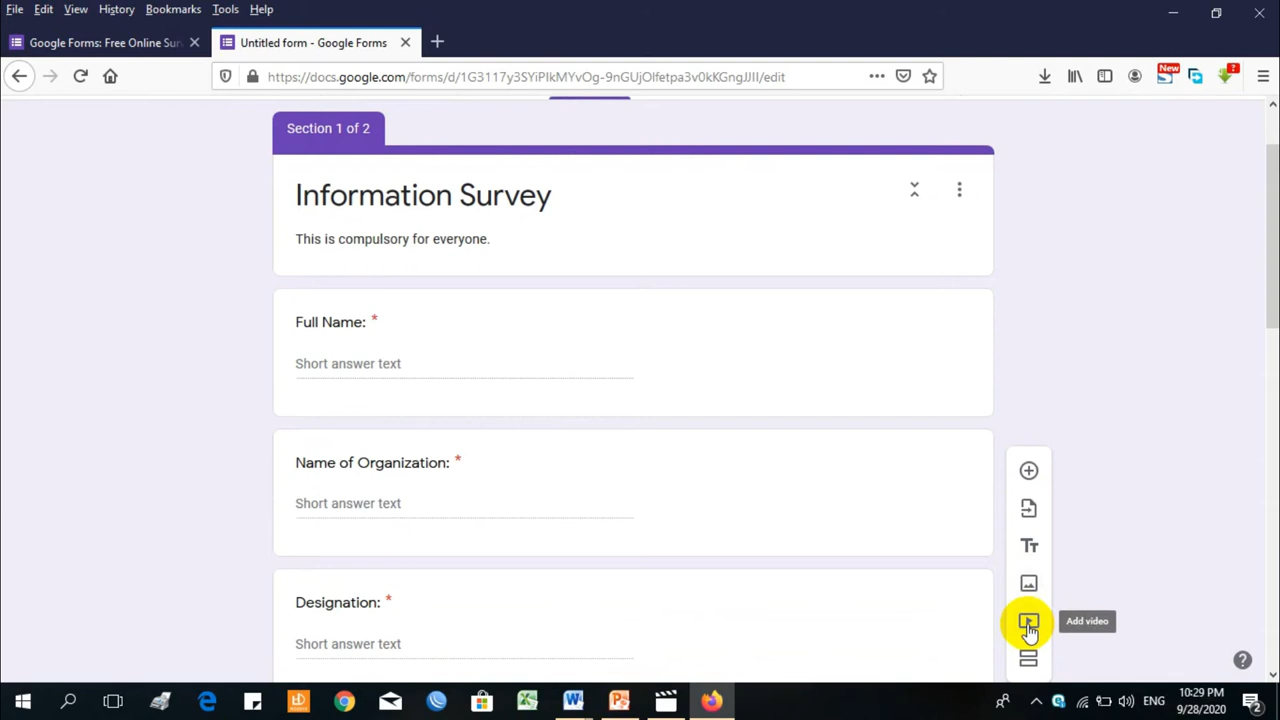 File Edit View History Bookmarks Tools Help
Google Forms: Free Online Sur
Untitled form - Google Forms
https://docs.google.com/forms/d/1G3117y3SYiPIkMYvOg-9nGUjOlfetpa3v0kKGngJJII/edit
New
?
Section 1 of 2
Information Survey
This is compulsory for everyone.
Full Name: *
Short answer text
Name of Organization: *
Short answer text
Tt
Designation: *
Add video
Short answer text
ENG
10:29 PM
9/28/2020
2